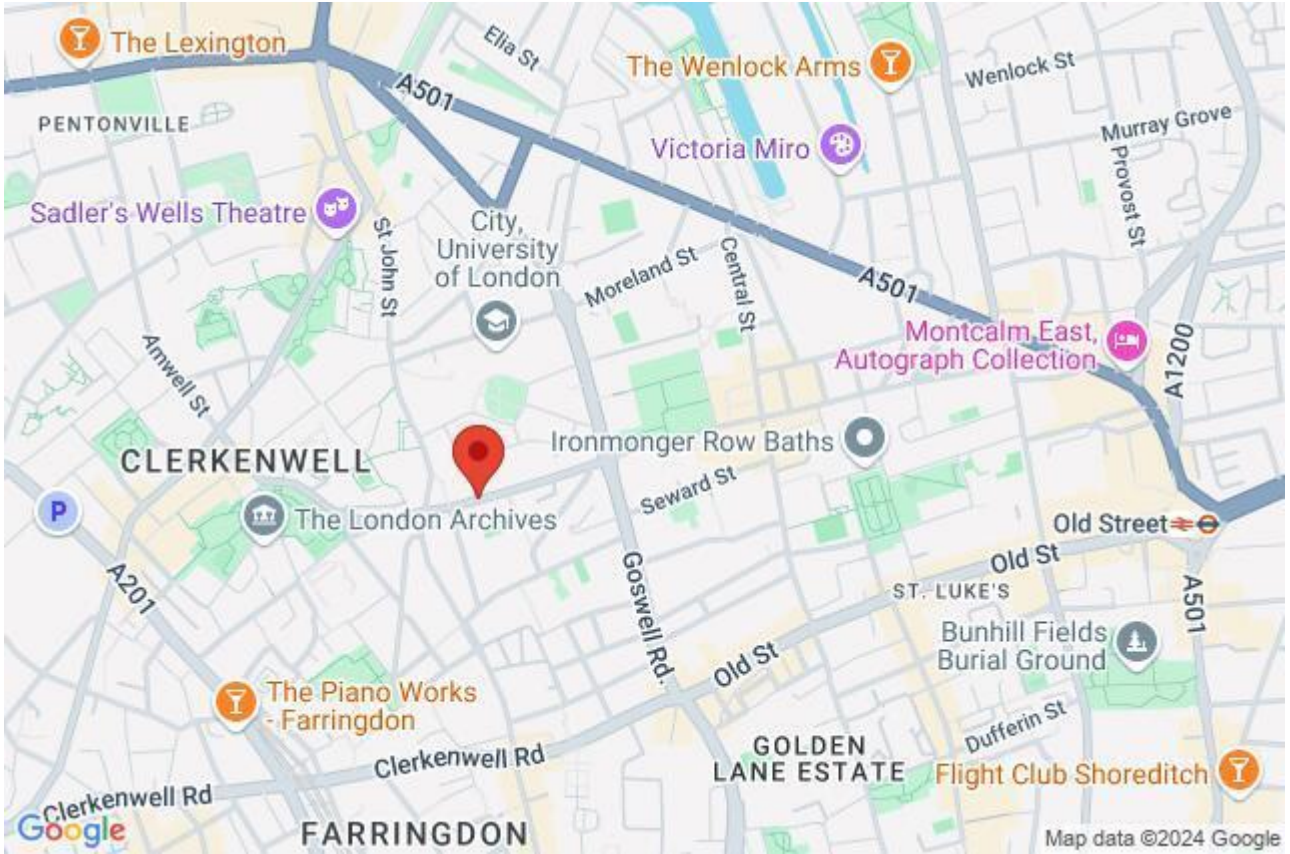 The Lexington
Elia St
The Wenlock Arms
Wenlock St
A501
PENTONVILLE
Victoria Miro
Murray Grove
Provost St
Sadler's Wells Theatre
St John St
City,
University
of London
Moreland St
Central St
A501
Montcalm East,
Autograph Collection
A1200
Amwell St
CLERKENWELL
Ironmonger Row Baths
Seward St
P
The London Archives
Old Street
Old St
A201
Goswell Rd.
ST. LUKE'S
A501
Bunhill Fields
Burial Ground
Old St
The Piano Works
- Farringdon
Dufferin St
Clerkenwell Rd
GOLDEN
LANE ESTATE
Flight Club Shoreditch
Clerkenwell Rd
Google
FARRINGDON
Map data ©2024 Google